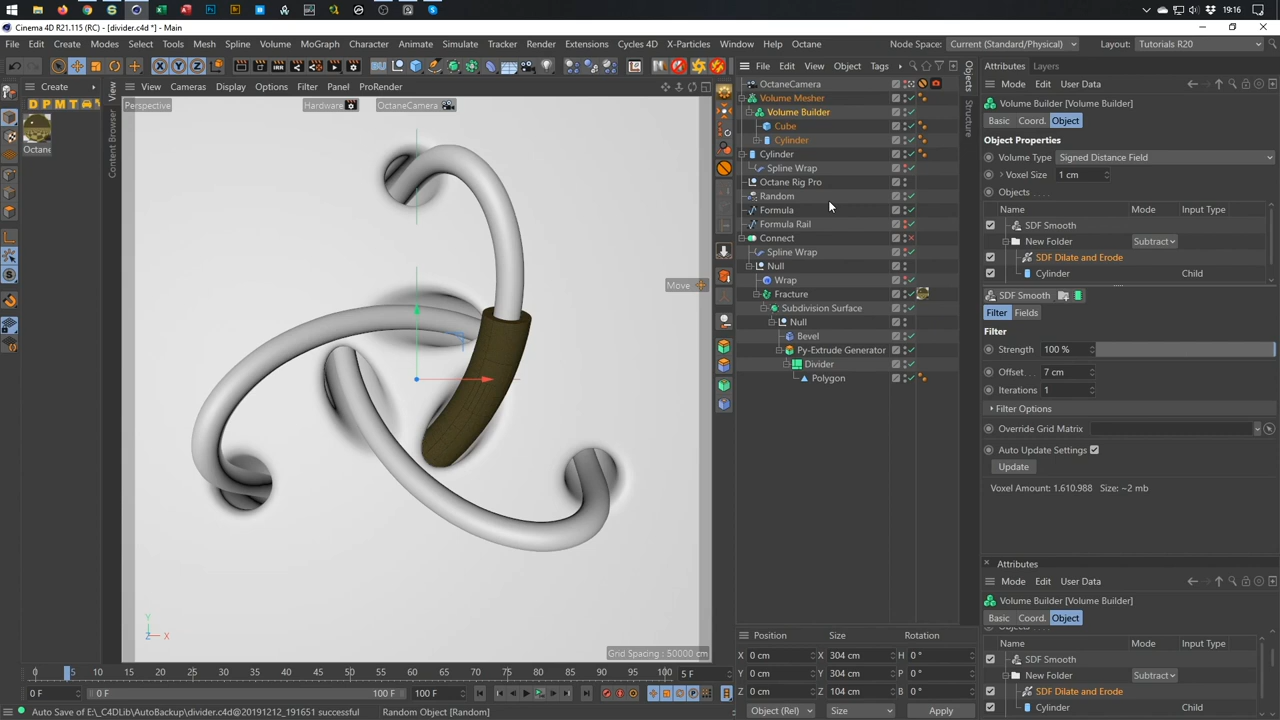 19:16
Cinema 4D R21.115 (RC) - [divider.c4d *] - Main
File Edit Create Modes Select Tools Mesh Spline Volume MoGraph Character Animate Simulate Tracker Render Extensions Cycles 4D X-Particles Window Help Octane
Node Space: Current (Standard/Physical) Layout: Tutorials R20
X Y Z
File Edit View Object Tags
Attributes Layers
Mode Edit User Data
View Cameras Display Options Filter Panel ProRender
Perspective Hardware OctaneCamera
Create
D P M T
Octane
View
Content Browser
Move
Grid Spacing : 50000 cm
Objects
Structure
OctaneCamera
Volume Mesher
Volume Builder
Cube
Cylinder
Cylinder
Spline Wrap
Octane Rig Pro
Random
Formula
Formula Rail
Connect
Spline Wrap
Null
Wrap
Fracture
Subdivision Surface
Null
Bevel
Py-Extrude Generator
Divider
Polygon
Volume Builder [Volume Builder]
Basic Coord. Object
Object Properties
Volume Type Signed Distance Field
Voxel Size 1 cm
Objects . . . .
Name Mode Input Type
SDF Smooth
New Folder Subtract
SDF Dilate and Erode
Cylinder Child
SDF Smooth
Filter Fields
Filter
Strength 100 %
Offset . 7 cm
Iterations 1
Filter Options
Override Grid Matrix
Auto Update Settings
Update
Voxel Amount: 1.610.988 Size: ~2 mb
Attributes
Mode Edit User Data
Volume Builder [Volume Builder]
Basic Coord. Object
Name Mode Input Type
SDF Smooth
New Folder Subtract
SDF Dilate and Erode
Cylinder Child
Position Size Rotation
X 0 cm X 304 cm H 0 °
Y 0 cm Y 304 cm P 0 °
Z 0 cm Z 104 cm B 0 °
Object (Rel) Size Apply
0 5 10 15 20 25 30 35 40 45 50 55 60 65 70 75 80 85 90 95 100 5 F
0 F 0 F 100 F 100 F
Auto Save of E:\_C4DLib\AutoBackup\divider.c4d@20191212_191651 successful Random Object [Random]